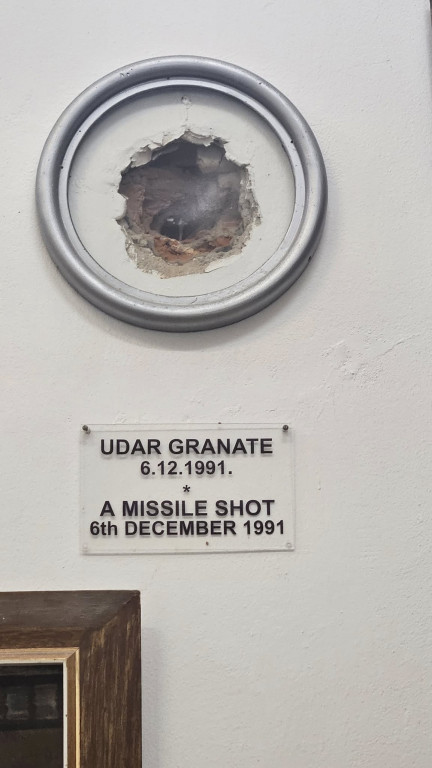 UDAR GRANATE
6.12.1991.
*
A MISSILE SHOT
6th DECEMBER 1991